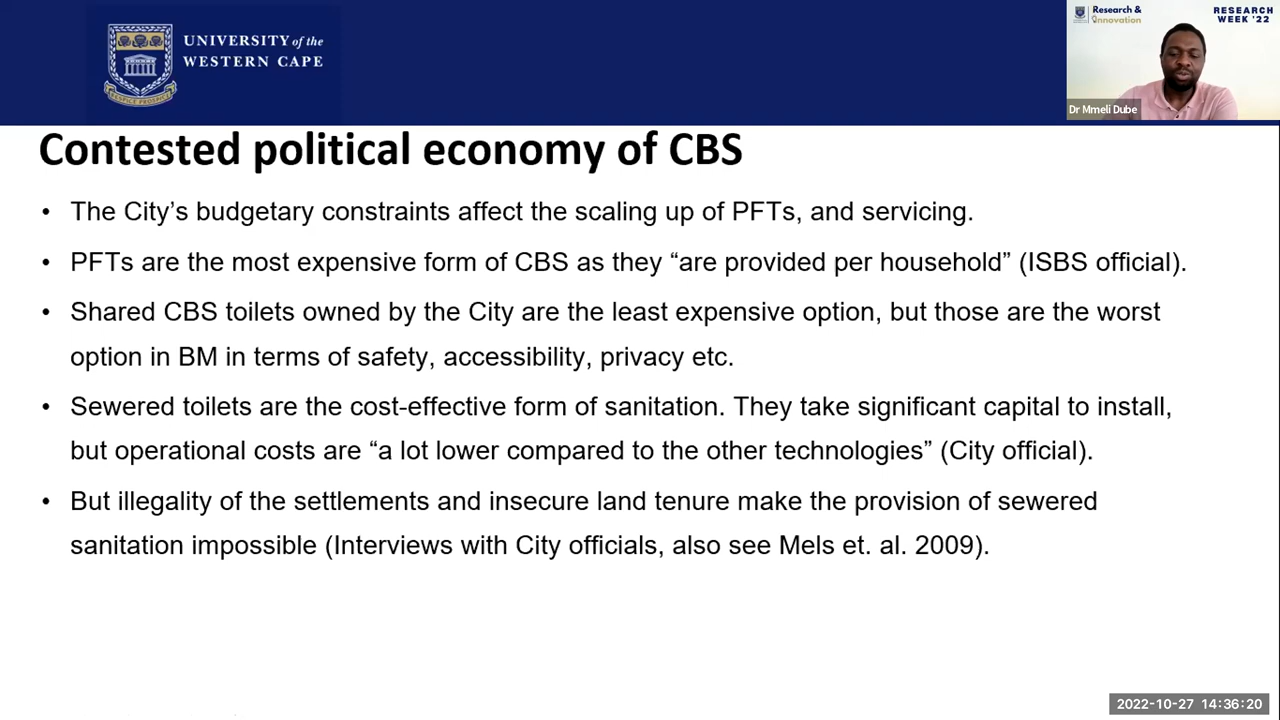 UNIVERSITY of the
WESTERN CAPE
Research &
Innovation
RESEARCH
WEEK '22
Dr Mmeli Dube
Contested political economy of CBS
• The City’s budgetary constraints affect the scaling up of PFTs, and servicing.
• PFTs are the most expensive form of CBS as they “are provided per household” (ISBS official).
• Shared CBS toilets owned by the City are the least expensive option, but those are the worst
option in BM in terms of safety, accessibility, privacy etc.
• Sewered toilets are the cost-effective form of sanitation. They take significant capital to install,
but operational costs are “a lot lower compared to the other technologies” (City official).
• But illegality of the settlements and insecure land tenure make the provision of sewered
sanitation impossible (Interviews with City officials, also see Mels et. al. 2009).
2022-10-27 14:36:20